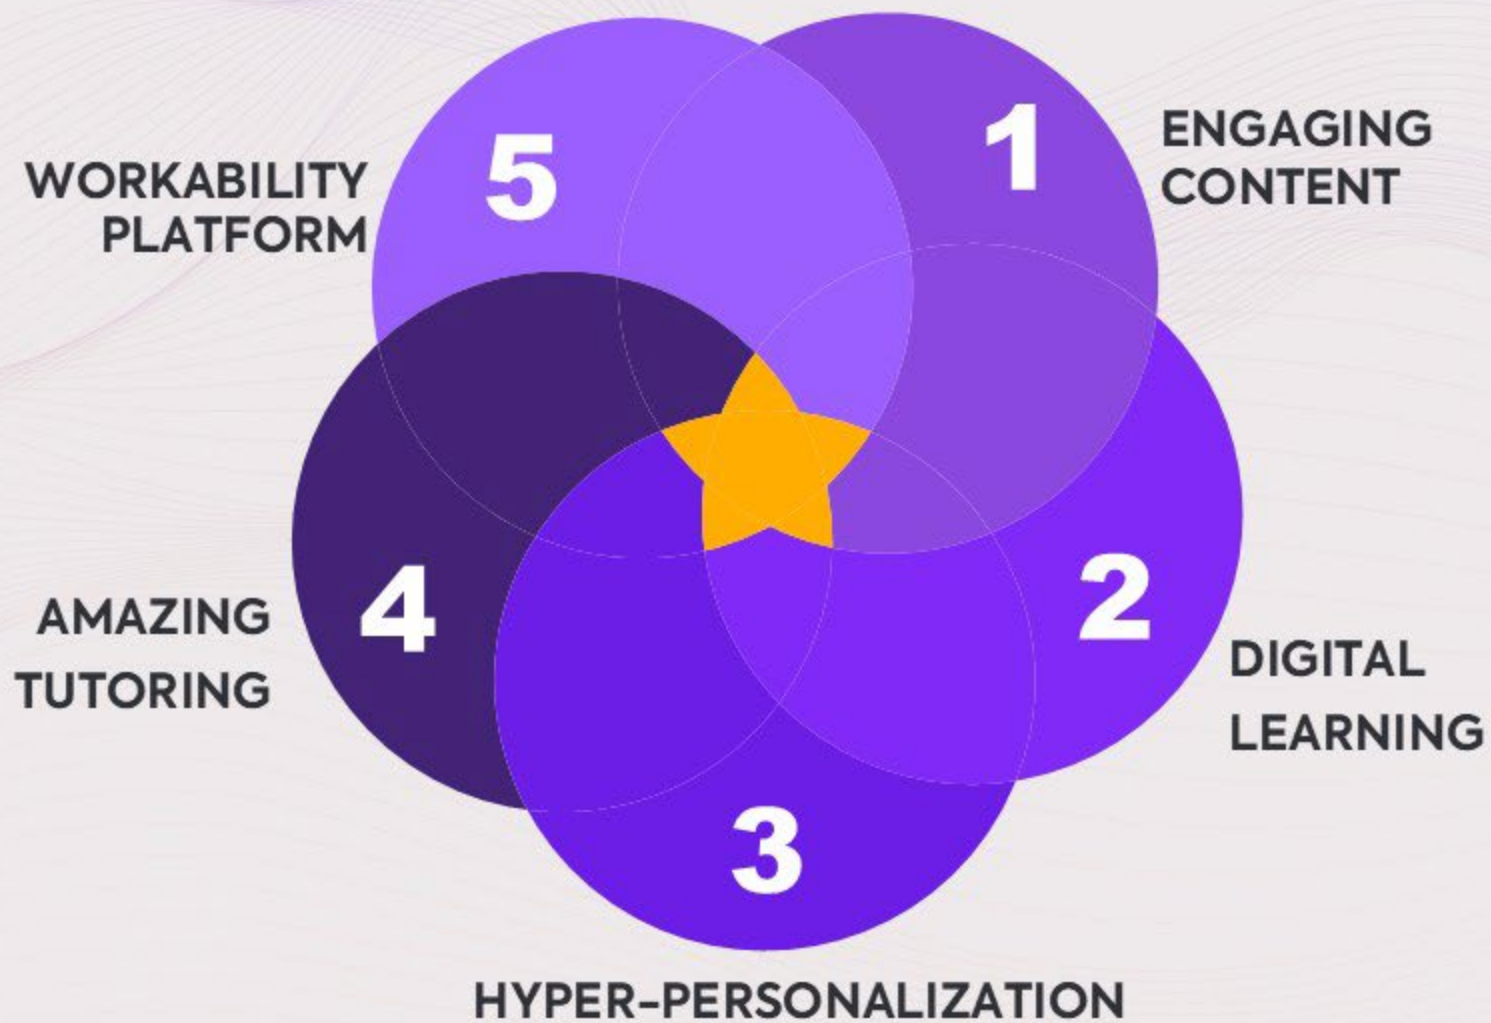 1
ENGAGING
CONTENT
2
DIGITAL
LEARNING
3
HYPER-PERSONALIZATION
4
AMAZING
TUTORING
5
WORKABILITY
PLATFORM